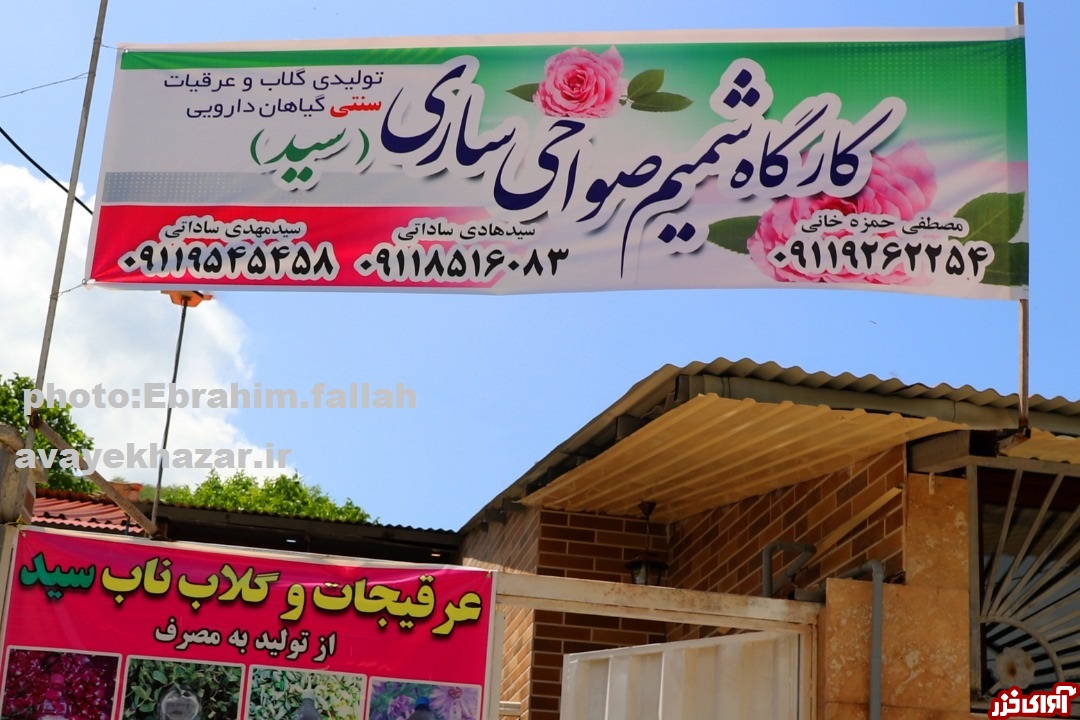 کارگاه شمیم صواحی ساری
تولیدی گلاب و عرقیات
سنتی گیاهان دارویی
(سید)
مصطفی حمزه خانی
۰۹۱۱۹۲۶۲۲۵۴
سیدهادی ساداتی
۰۹۱۱۸۵۱۶۰۸۳
سیدمهدی ساداتی
۰۹۱۱۹۵۴۵۴۵۸
photo:Ebrahim.fallah
avayekhazar.ir
عرقیجات و گلاب ناب سید
از تولید به مصرف
آوای خزر